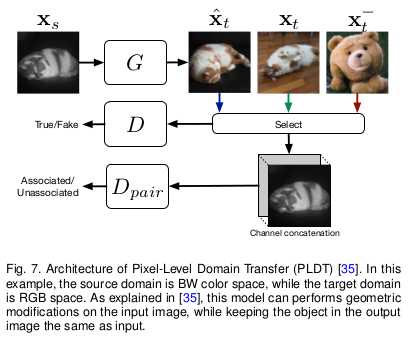 x_s
x̂_t
x_t
x_t^−
G
D
True/Fake
Select
Associated/
Unassociated
D_pair
Channel concatenation
Fig. 7. Architecture of Pixel-Level Domain Transfer (PLDT) [35]. In this
example, the source domain is BW color space, while the target domain
is RGB space. As explained in [35], this model can performs geometric
modifications on the input image, while keeping the object in the output
image the same as input.